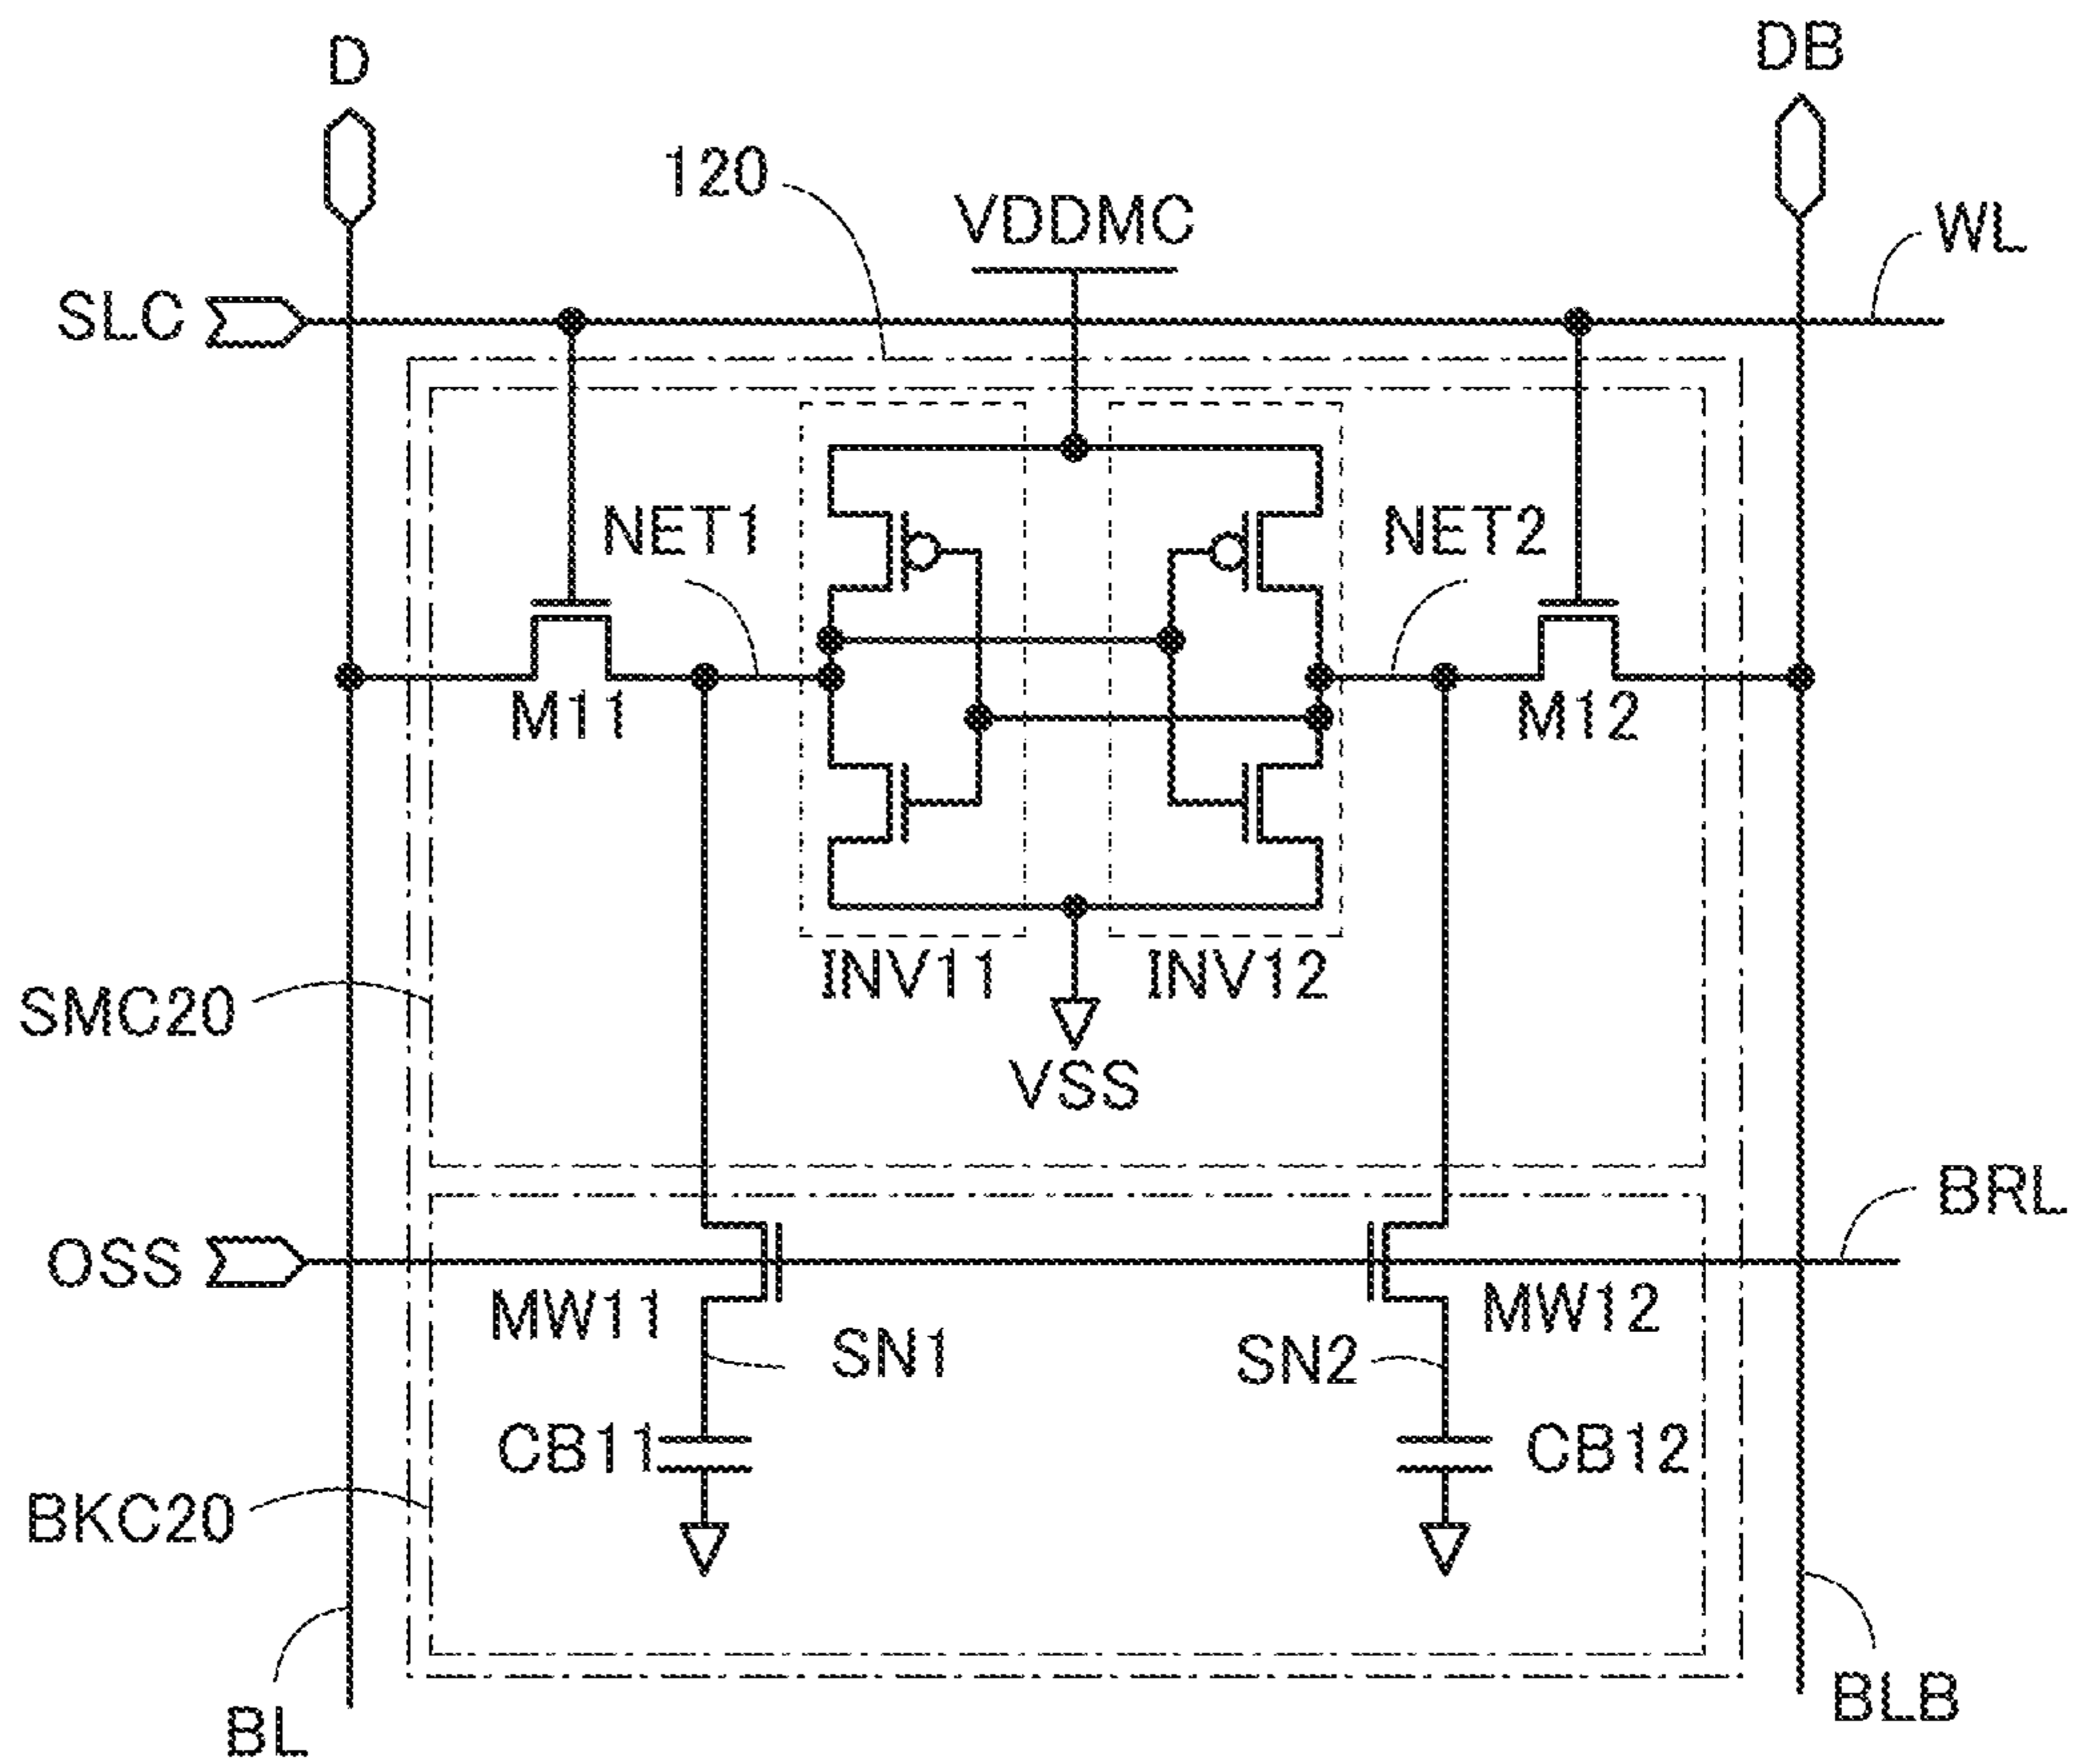 D
DB
120
VDDMC
WL
SLC
NET1
NET2
M11
M12
INV11
INV12
SMC20
VSS
BRL
OSS
MW11
MW12
SN1
SN2
CB11
CB12
BKC20
BL
BLB